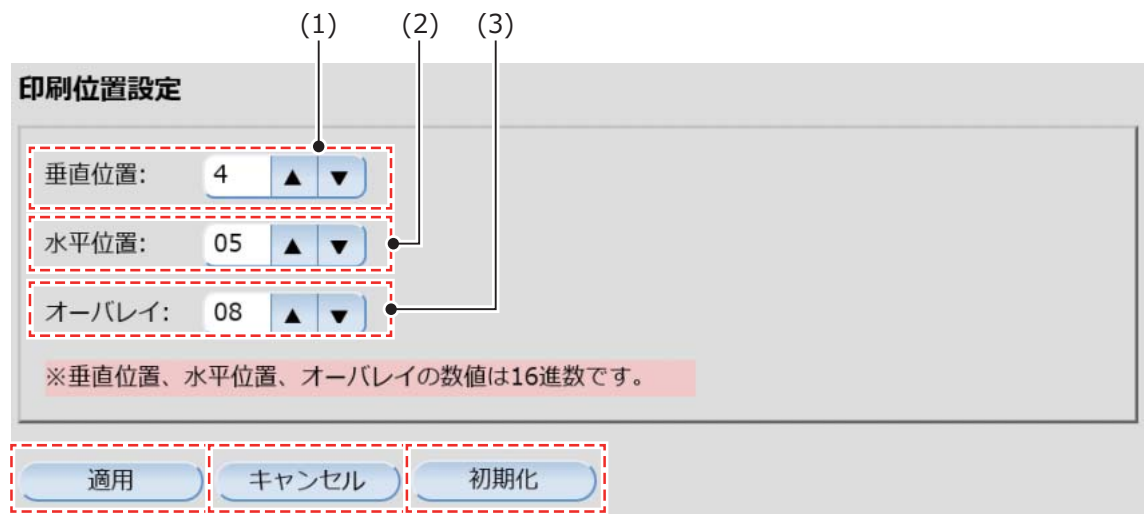 (1) (2) (3)
印刷位置設定
垂直位置: 4 ▲ ▼
水平位置: 05 ▲ ▼
オーバレイ: 08 ▲ ▼
※垂直位置、水平位置、オーバレイの数値は16進数です。
適用 キャンセル 初期化